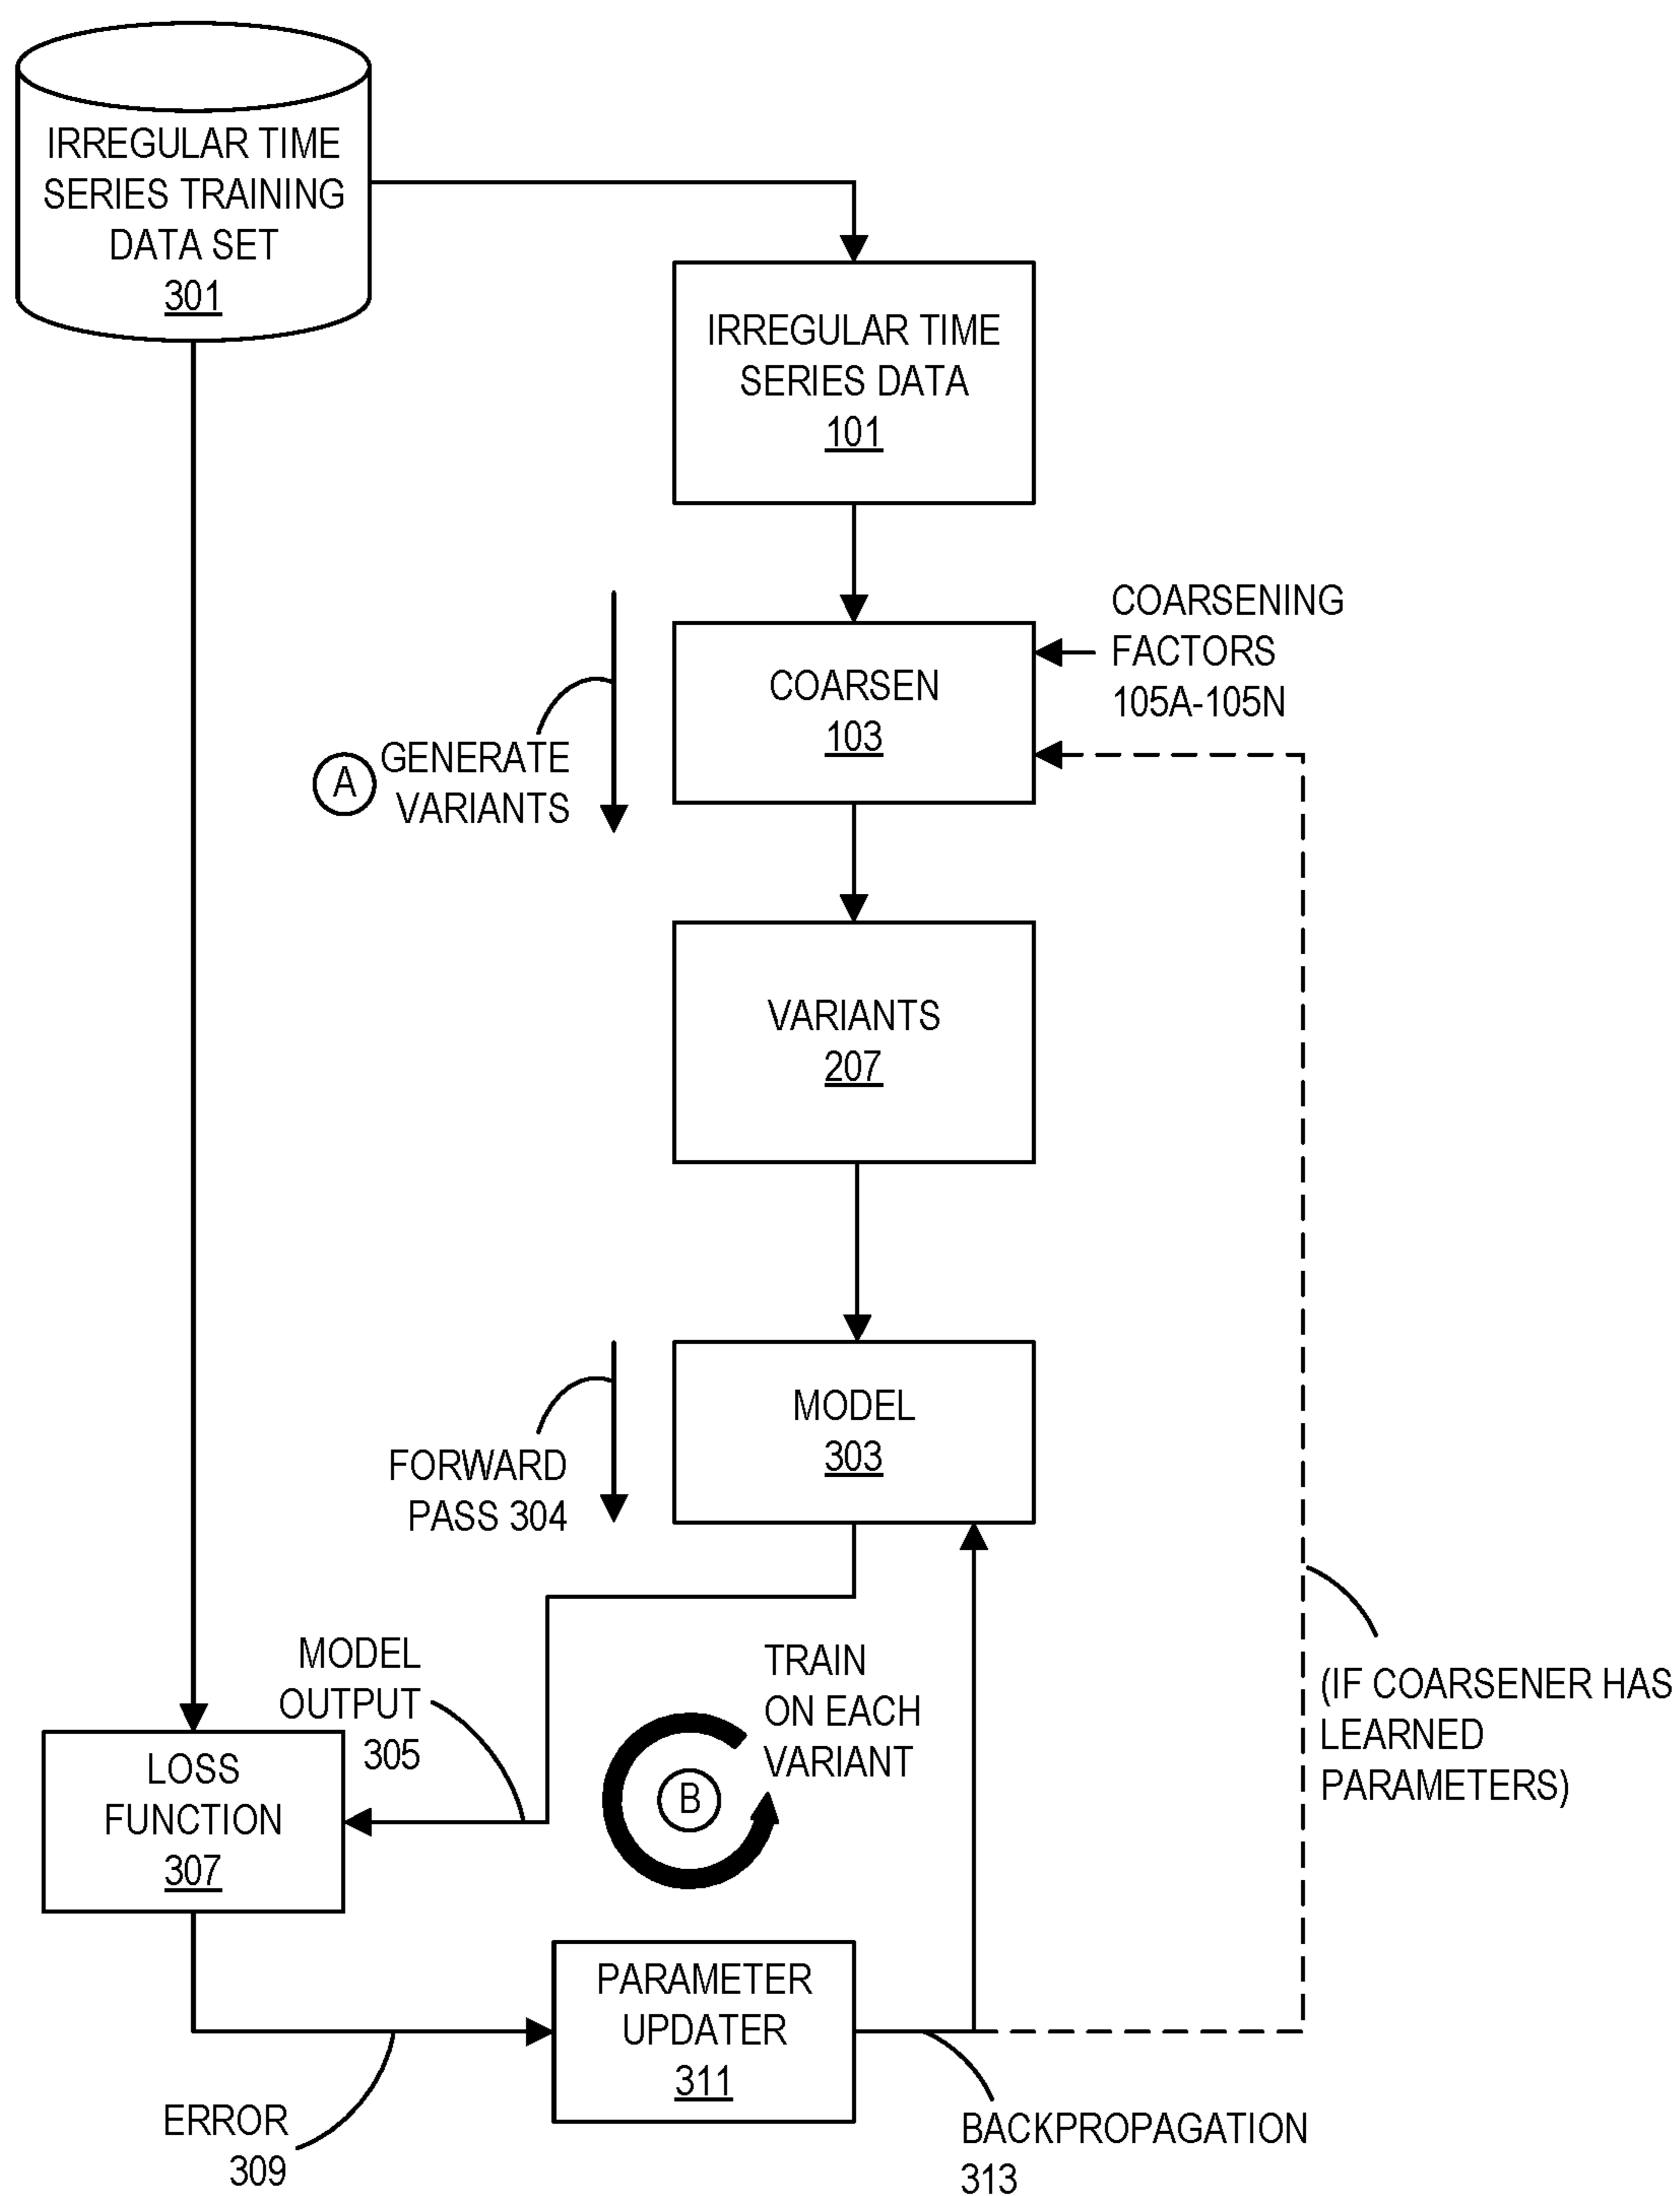 IRREGULAR TIME
SERIES TRAINING
DATA SET
301
IRREGULAR TIME
SERIES DATA
101
COARSENING
FACTORS
105A-105N
COARSEN
103
A
GENERATE
VARIANTS
VARIANTS
207
MODEL
303
FORWARD
PASS 304
MODEL
OUTPUT
305
TRAIN
ON EACH
VARIANT
B
(IF COARSENER HAS
LEARNED
PARAMETERS)
LOSS
FUNCTION
307
PARAMETER
UPDATER
311
ERROR
309
BACKPROPAGATION
313